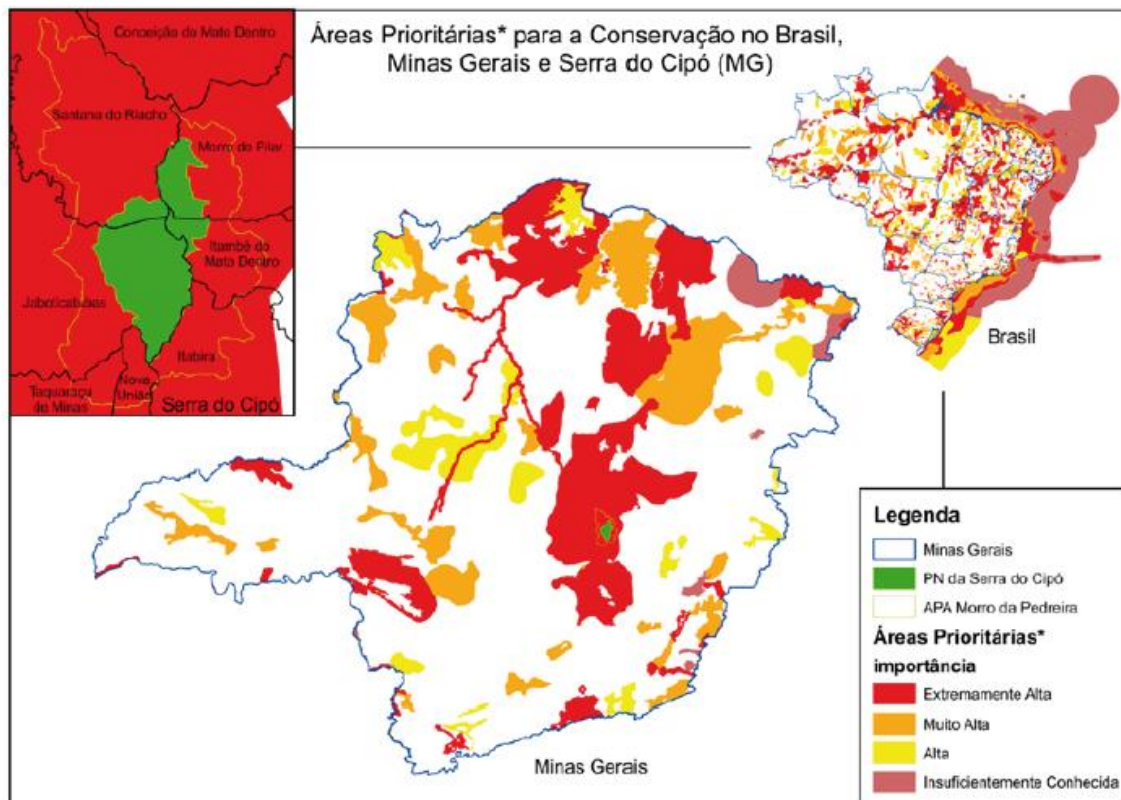 Áreas Prioritárias* para a Conservação no Brasil,
Minas Gerais e Serra do Cipó (MG)
Conceição do Mato Dentro
Santana do Riacho
Morro do Pilar
Itambé do
Mato Dentro
Jaboticatubas
Itabira
Taquaraçu
de Minas
Nova
União
Serra do Cipó
Brasil
Minas Gerais
Legenda
Minas Gerais
PN da Serra do Cipó
APA Morro da Pedreira
Áreas Prioritárias*
importância
Extremamente Alta
Muito Alta
Alta
Insuficientemente Conhecida